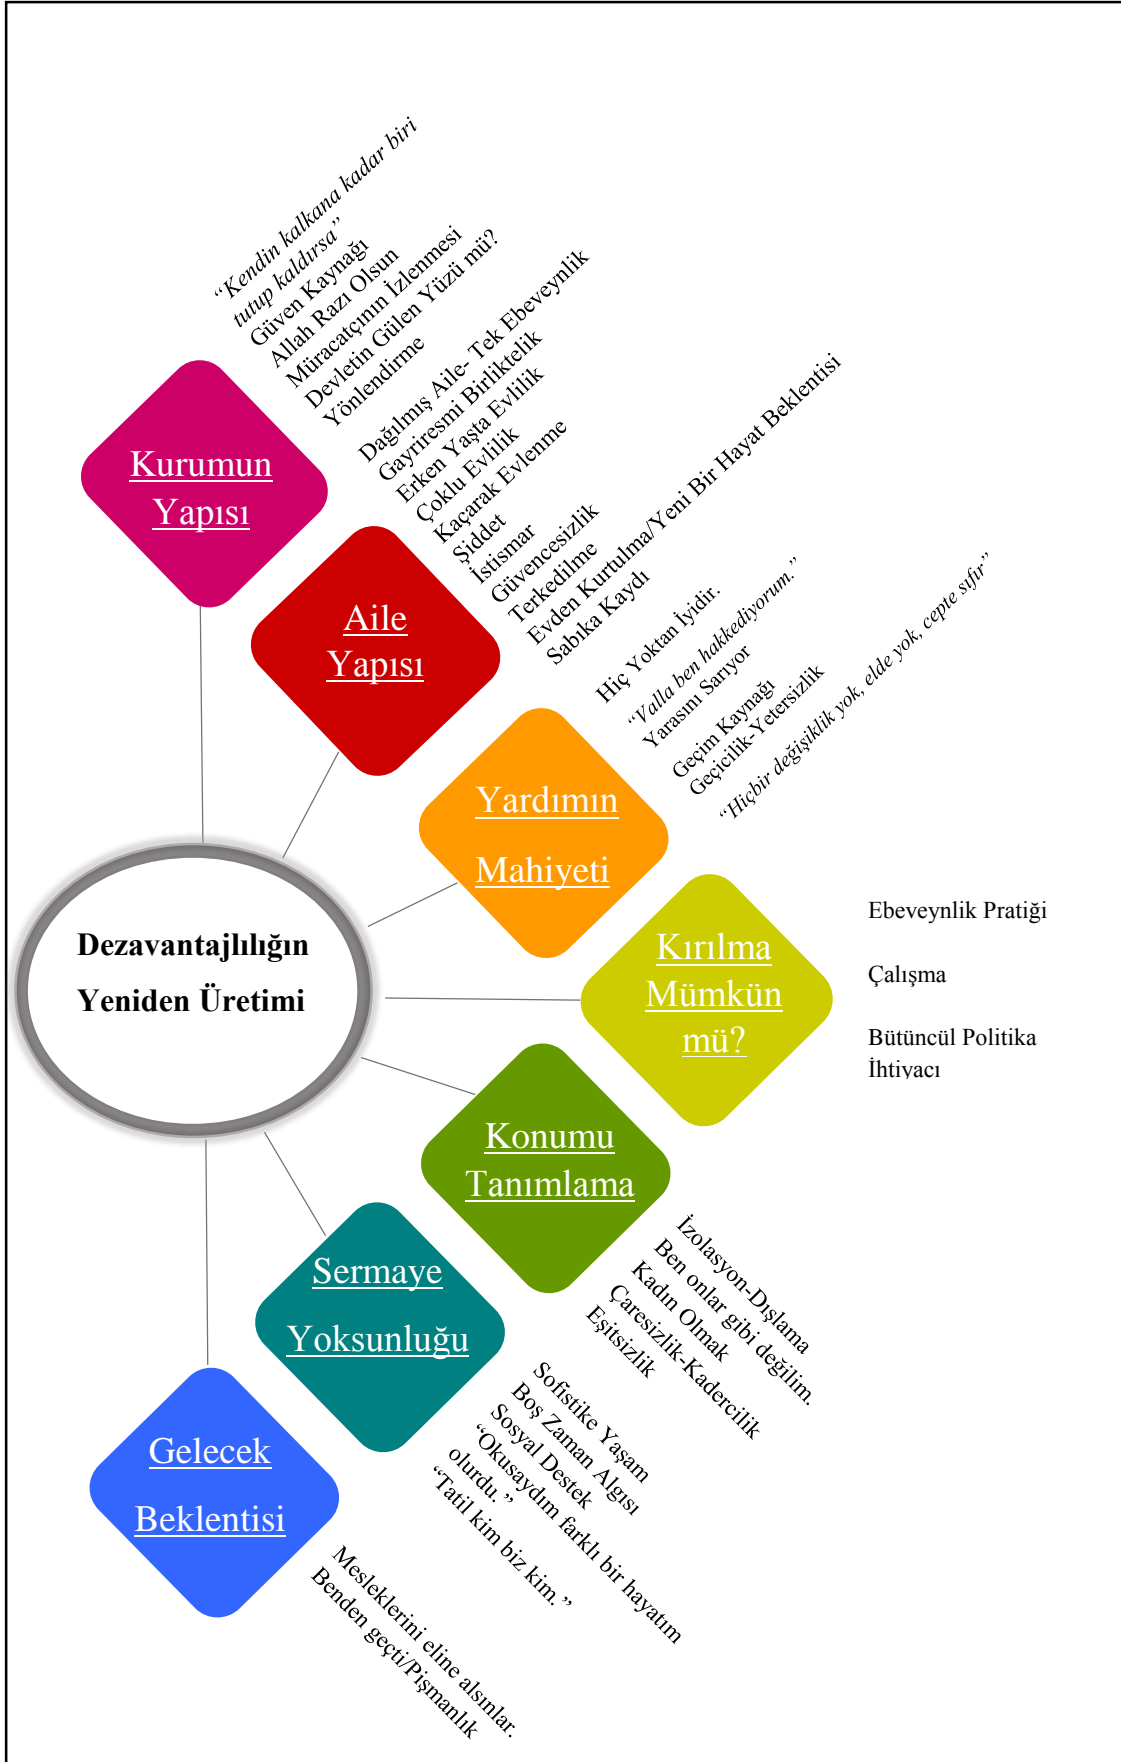 “Kendin kalkana kadar biri
tutup kaldırsa”
Güven Kaynağı
Allah Razı Olsun
Müracatçının İzlenmesi
Devletin Gülen Yüzü mü?
Yönlendirme
Kurumun
Yapısı
Dağılmış Aile- Tek Ebeveynlik
Gayriresmi Birliktelik
Erken Yaşta Evlilik
Çoklu Evlilik
Kaçarak Evlenme
Şiddet
İstismar
Güvencesizlik
Terkedilme
Evden Kurtulma/Yeni Bir Hayat Beklentisi
Sabıka Kaydı
Aile
Yapısı
Hiç Yoktan İyidir.
“Valla ben hakkediyorum.”
Yarasını Sarıyor
Geçim Kaynağı
Geçicilik-Yetersizlik
“Hiçbir değişiklik yok, elde yok, cepte sıfır”
Yardımın
Mahiyeti
Dezavantajlılığın
Yeniden Üretimi
Kırılma
Mümkün
mü?
Ebeveynlik Pratiği
Çalışma
Bütüncül Politika
İhtiyacı
Konumu
Tanımlama
İzolasyon-Dışlama
Ben onlar gibi değilim.
Kadın Olmak
Çaresizlik-Kadercilik
Eşitsizlik
Sermaye
Yoksunluğu
Sofistike Yaşam
Boş Zaman Algısı
Sosyal Destek
“Okusaydım farklı bir hayatım
olurdu.”
“Tatil kim biz kim.”
Gelecek
Beklentisi
Mesleklerini eline alsınlar.
Benden geçti/Pişmanlık